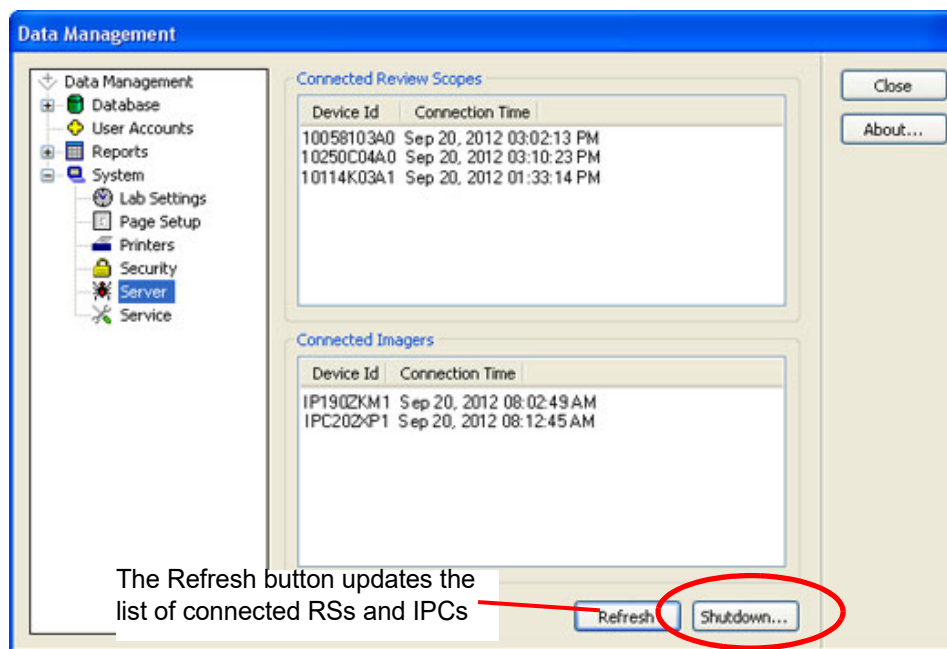 Data Management
Data Management
Database
User Accounts
Reports
System
Lab Settings
Page Setup
Printers
Security
Server
Service
Connected Review Scopes
Device Id Connection Time
10058103A0 Sep 20, 2012 03:02:13 PM
10250C04A0 Sep 20, 2012 03:10:23 PM
10114K03A1 Sep 20, 2012 01:33:14 PM
Connected Imagers
Device Id Connection Time
IP190ZKM1 Sep 20, 2012 08:02:49 AM
IPC20ZXP1 Sep 20, 2012 08:12:45 AM
The Refresh button updates the
list of connected RSs and IPCs
Refresh
Shutdown...
Close
About...